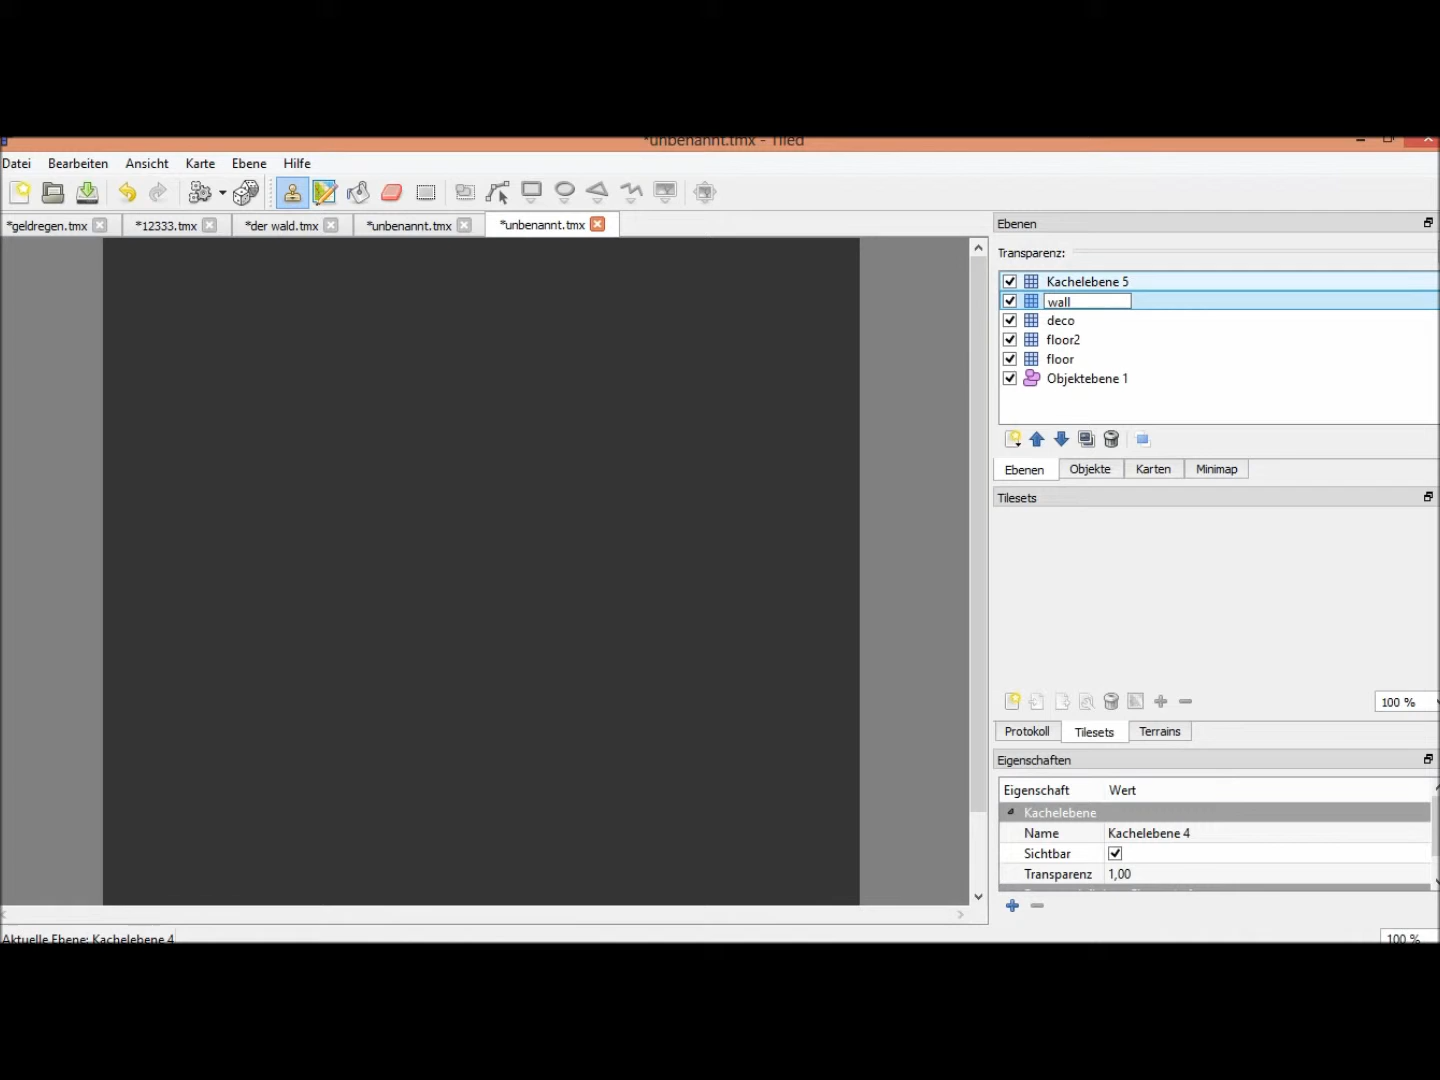 *unbenannt.tmx - Tiled
Datei Bearbeiten Ansicht Karte Ebene Hilfe
*geldregen.tmx *12333.tmx *der wald.tmx *unbenannt.tmx *unbenannt.tmx
Ebenen
Transparenz:
Kachelebene 5
wall
deco
floor2
floor
Objektebene 1
Ebenen Objekte Karten Minimap
Tilesets
100 %
Protokoll Tilesets Terrains
Eigenschaften
Eigenschaft Wert
Kachelebene
Name Kachelebene 4
Sichtbar
Transparenz 1,00
Aktuelle Ebene: Kachelebene 4
100 %